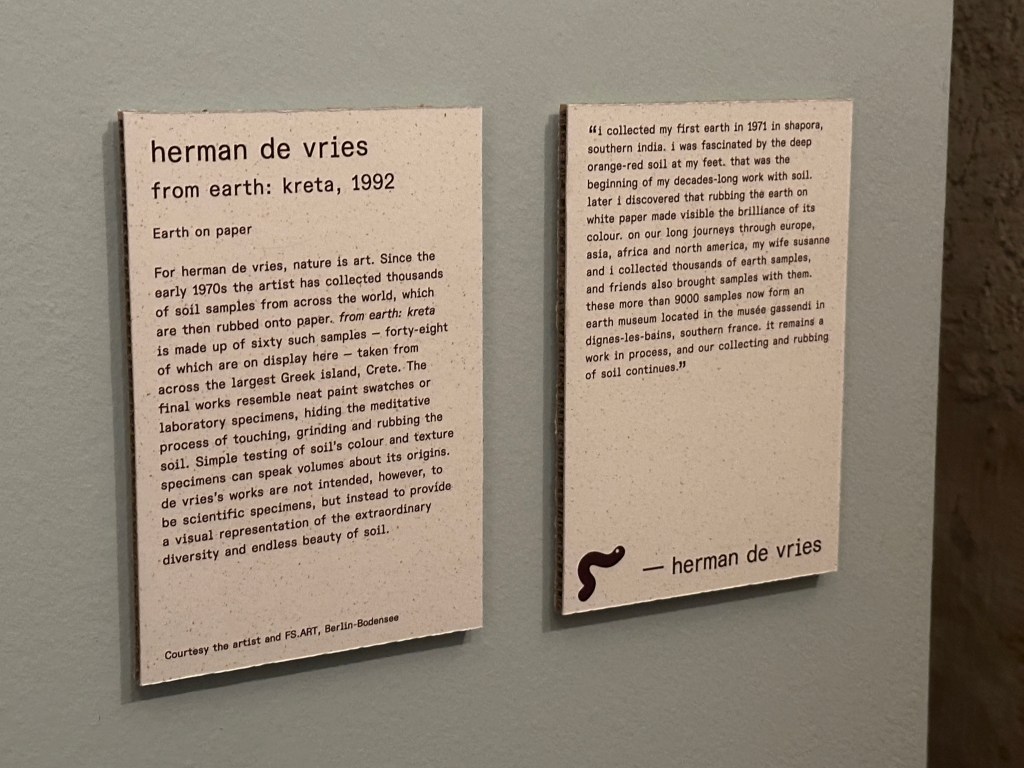 herman de vries
from earth: kreta, 1992
Earth on paper
For herman de vries, nature is art. Since the
early 1970s the artist has collected thousands
of soil samples from across the world, which
are then rubbed onto paper. from earth: kreta
is made up of sixty such samples — forty-eight
of which are on display here — taken from
across the largest Greek island, Crete. The
final works resemble neat paint swatches or
laboratory specimens, hiding the meditative
process of touching, grinding and rubbing the
soil. Simple testing of soil's colour and texture
specimens can speak volumes about its origins.
de vries's works are not intended, however, to
be scientific specimens, but instead to provide
a visual representation of the extraordinary
diversity and endless beauty of soil.
Courtesy the artist and FS.ART, Berlin-Bodensee
“i collected my first earth in 1971 in shapora,
southern india. i was fascinated by the deep
orange-red soil at my feet. that was the
beginning of my decades-long work with soil.
later i discovered that rubbing the earth on
white paper made visible the brilliance of its
colour. on our long journeys through europe,
asia, africa and north america, my wife susanne
and i collected thousands of earth samples,
and friends also brought samples with them.
these more than 9000 samples now form an
earth museum located in the musée gassendi in
dignes-les-bains, southern france. it remains a
work in process, and our collecting and rubbing
of soil continues.”
— herman de vries